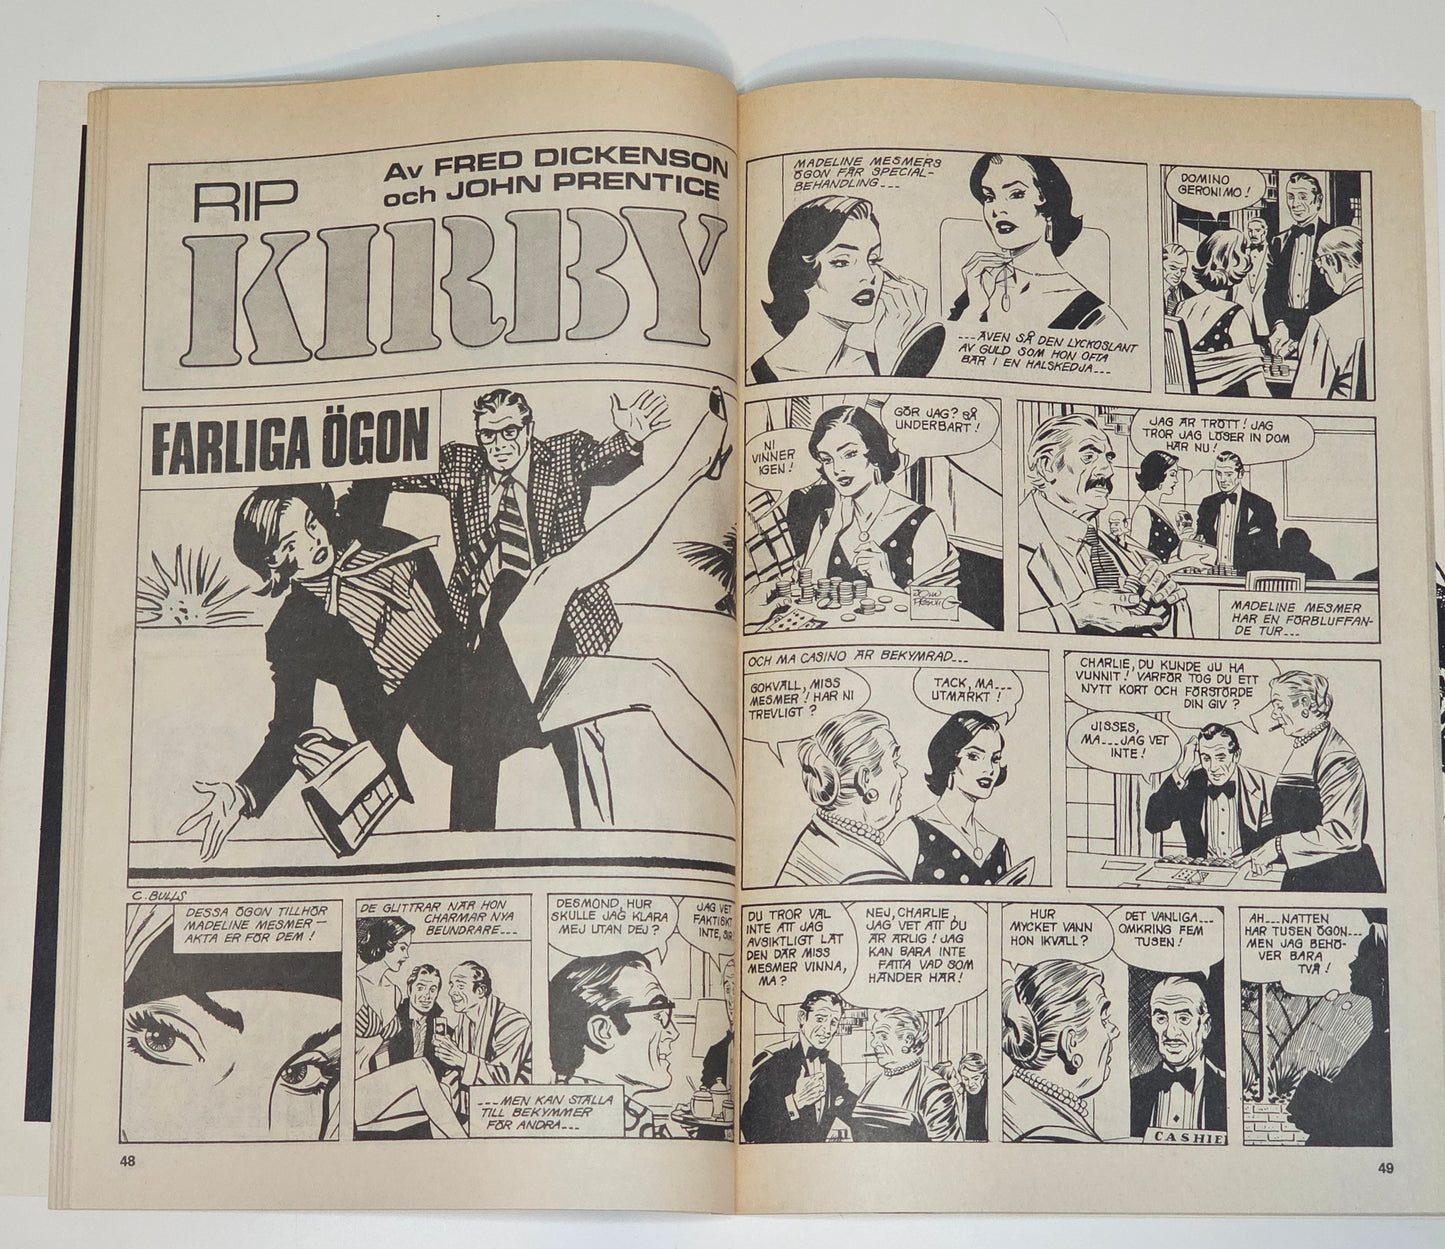 RIP
Av FRED DICKENSON
och JOHN PRENTICE
KIRBY
FARLIGA ÖGON
C. BULLS
DESSA ÖGON TILLHÖR
MADELINE MESMER —
AKTA ER FÖR DEM!
DE GLITTRAR NÄR HON
CHARMAR NYA
BEUNDRARE---
---MEN KAN STÄLLA
TILL BEKYMMER
FÖR ANDRA---
DESMOND, HUR
SKULLE JAG KLARA
MEJ UTAN DEJ?
JAG VET
FAKTISKT
INTE, SIR!
48
MADELINE MESMERS
ÖGON FÅR SPECIAL-
BEHANDLING---
---ÄVEN SÅ DEN LYCKOSLANT
AV GULD SOM HON OFTA
BÄR I EN HALSKEDJA---
DOMINO
GERONIMO!
NI
VINNER
IGEN!
GÖR JAG? SÅ
UNDERBART!
JOHN
PRENTICE
JAG ÄR TRÖTT! JAG
TROR JAG LÖSER IN DOM
HÄR NU!
MADELINE MESMER
HAR EN FÖRBLUFFAN-
DE TUR---
OCH MA CASINO ÄR BEKYMRAD---
GOKVÄLL, MISS
MESMER! HAR NI
TREVLIGT?
TACK, MA---
UTMÄRKT!
CHARLIE, DU KUNDE JU HA
VUNNIT! VARFÖR TOG DU ETT
NYTT KORT OCH FÖRSTÖRDE
DIN GIV?
JISSES,
MA---JAG VET
INTE!
DU TROR VÄL
INTE ATT JAG
AVSIKTLIGT LÄT
DEN DÄR MISS
MESMER VINNA,
MA?
NEJ, CHARLIE,
JAG VET ATT DU
ÄR ÄRLIG! JAG
KAN BARA INTE
FATTA VAD SOM
HÄNDER HÄR!
HUR
MYCKET VANN
HON IKVÄLL?
DET VANLIGA---
OMKRING FEM
TUSEN!
CASHIE
AH---NATTEN
HAR TUSEN ÖGON---
MEN JAG BEHÖ-
VER BARA
TVÅ!
49